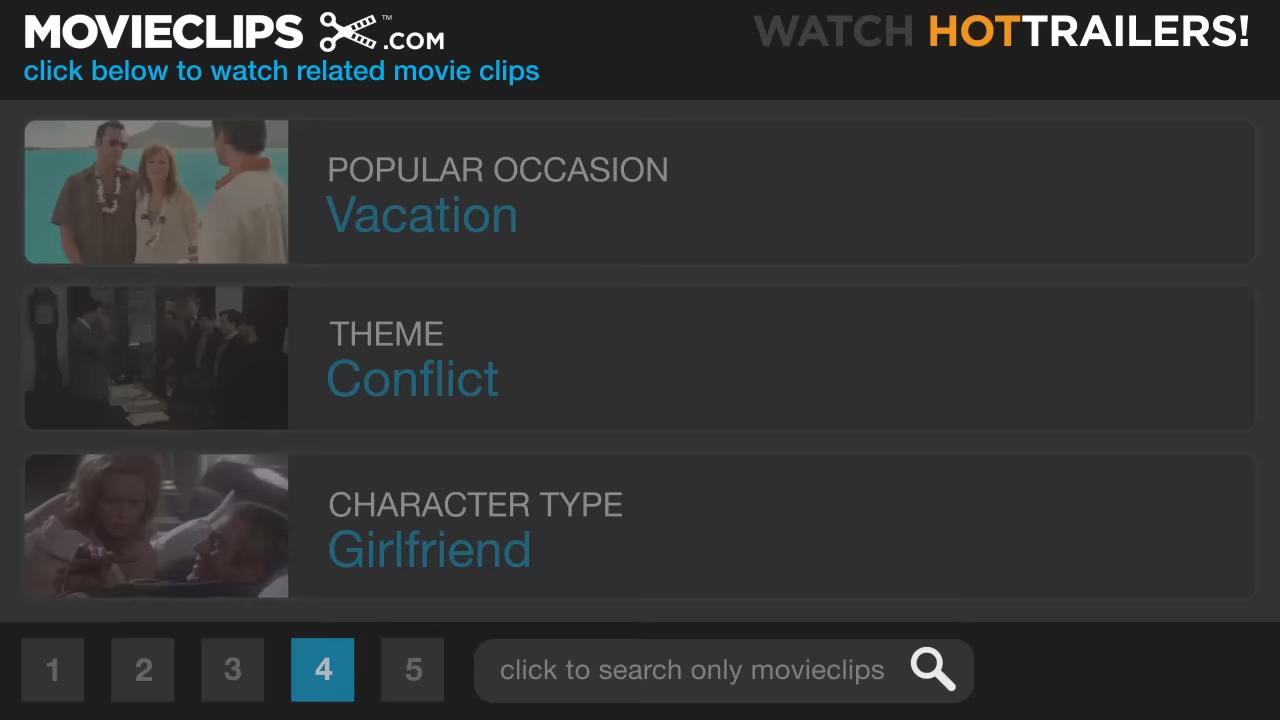 MOVIECLIPS ™ .COM
WATCH HOTTRAILERS!
click below to watch related movie clips
POPULAR OCCASION
Vacation
THEME
Conflict
CHARACTER TYPE
Girlfriend
1 2 3 4 5
click to search only movieclips